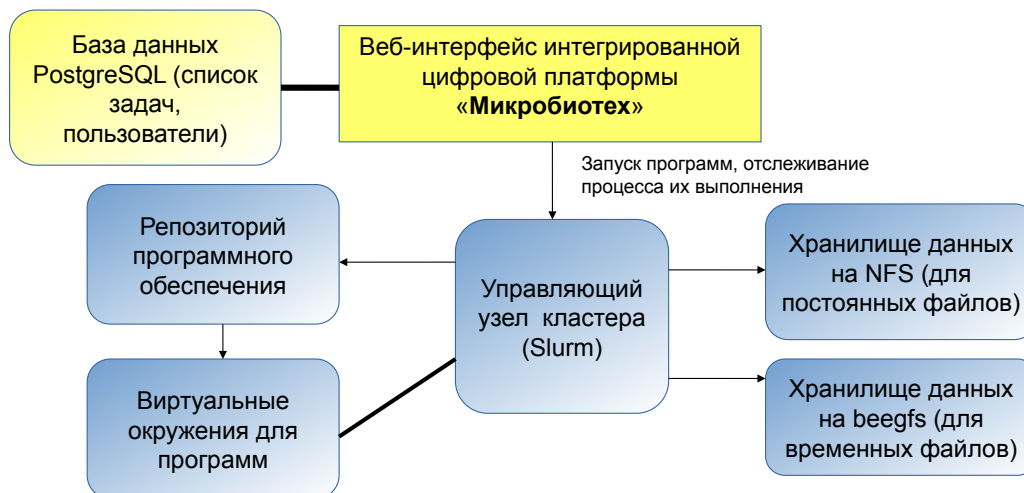 База данных
PostgreSQL (список
задач,
пользователи)
Веб-интерфейс интегрированной
цифровой платформы
«Микробиотех»
Запуск программ, отслеживание
процесса их выполнения
Репозиторий
программного
обеспечения
Управляющий
узел кластера
(Slurm)
Хранилище данных
на NFS (для
постоянных файлов)
Виртуальные
окружения для
программ
Хранилище данных
на beegfs (для
временных файлов)